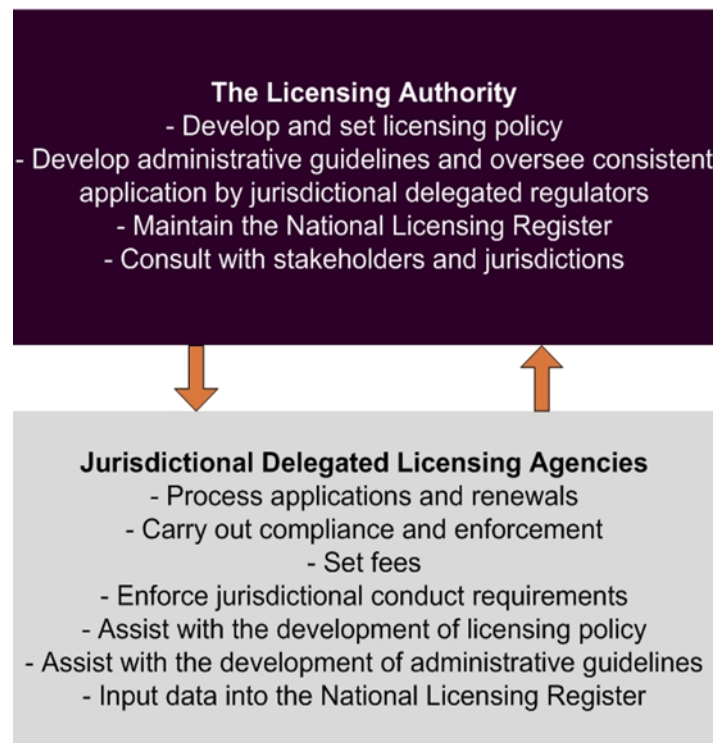 The Licensing Authority
- Develop and set licensing policy
- Develop administrative guidelines and oversee consistent
application by jurisdictional delegated regulators
- Maintain the National Licensing Register
- Consult with stakeholders and jurisdictions
Jurisdictional Delegated Licensing Agencies
- Process applications and renewals
- Carry out compliance and enforcement
- Set fees
- Enforce jurisdictional conduct requirements
- Assist with the development of licensing policy
- Assist with the development of administrative guidelines
- Input data into the National Licensing Register